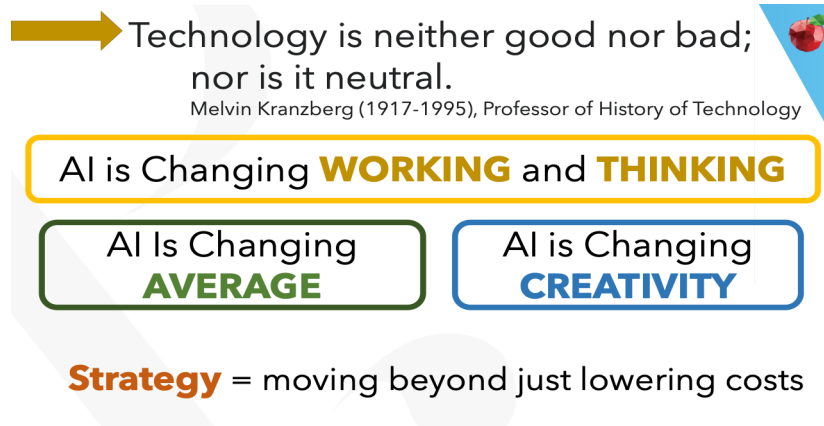 Technology is neither good nor bad;
nor is it neutral.
Melvin Kranzberg (1917-1995), Professor of History of Technology
AI is Changing WORKING and THINKING
AI Is Changing
AVERAGE
AI is Changing
CREATIVITY
Strategy = moving beyond just lowering costs